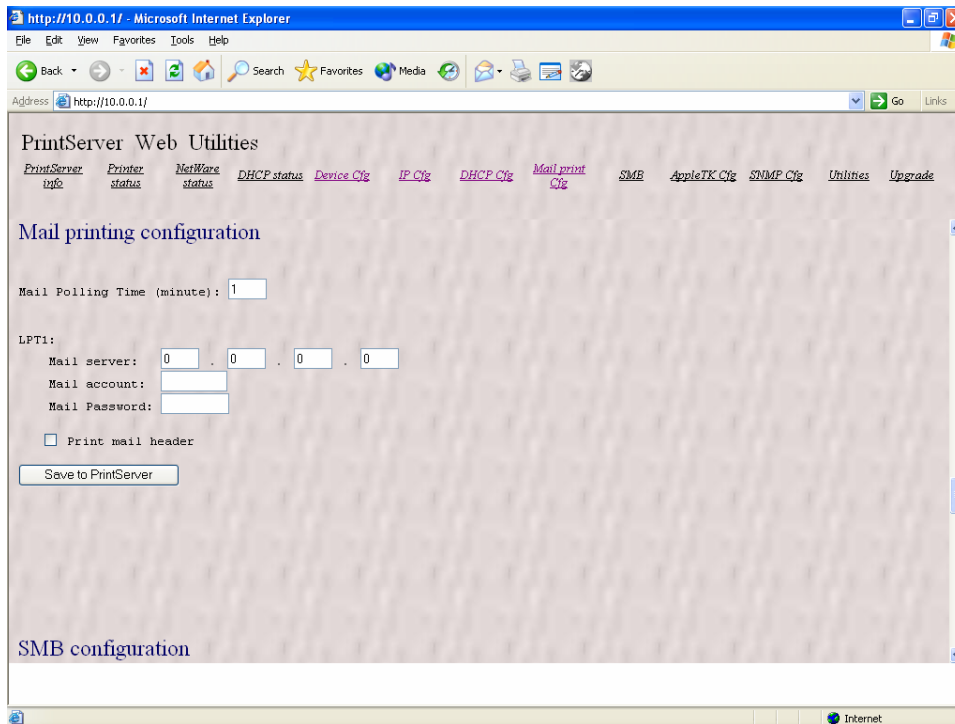 http://10.0.0.1/ - Microsoft Internet Explorer
File Edit View Favorites Tools Help
Back Search Favorites Media
Address http://10.0.0.1/ Go Links
PrintServer Web Utilities
PrintServer info Printer status NetWare status DHCP status Device Cfg IP Cfg DHCP Cfg Mail print Cfg SMB AppleTK Cfg SNMP Cfg Utilities Upgrade
Mail printing configuration
Mail Polling Time (minute): 1
LPT1:
Mail server: 0 . 0 . 0 . 0
Mail account:
Mail Password:
Print mail header
Save to PrintServer
SMB configuration
Internet